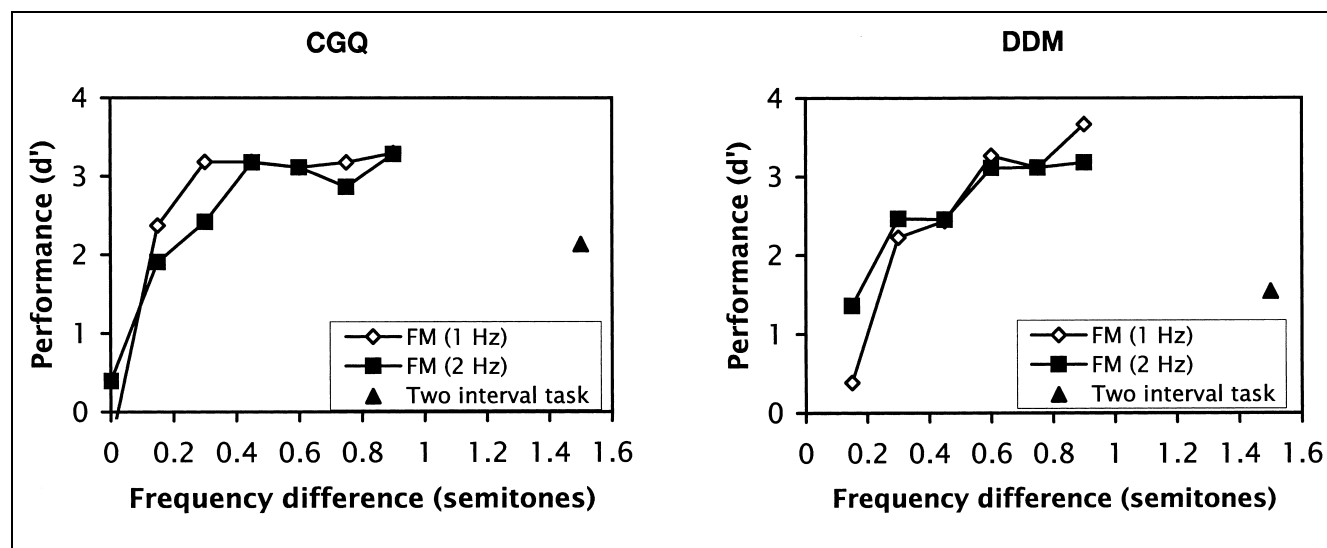 CGQ
Performance (d')
4
3
2
1
0
FM (1 Hz)
FM (2 Hz)
Two interval task
0 0.2 0.4 0.6 0.8 1 1.2 1.4 1.6
Frequency difference (semitones)
DDM
Performance (d')
4
3
2
1
0
FM (1 Hz)
FM (2 Hz)
Two interval task
0 0.2 0.4 0.6 0.8 1 1.2 1.4 1.6
Frequency difference (semitones)